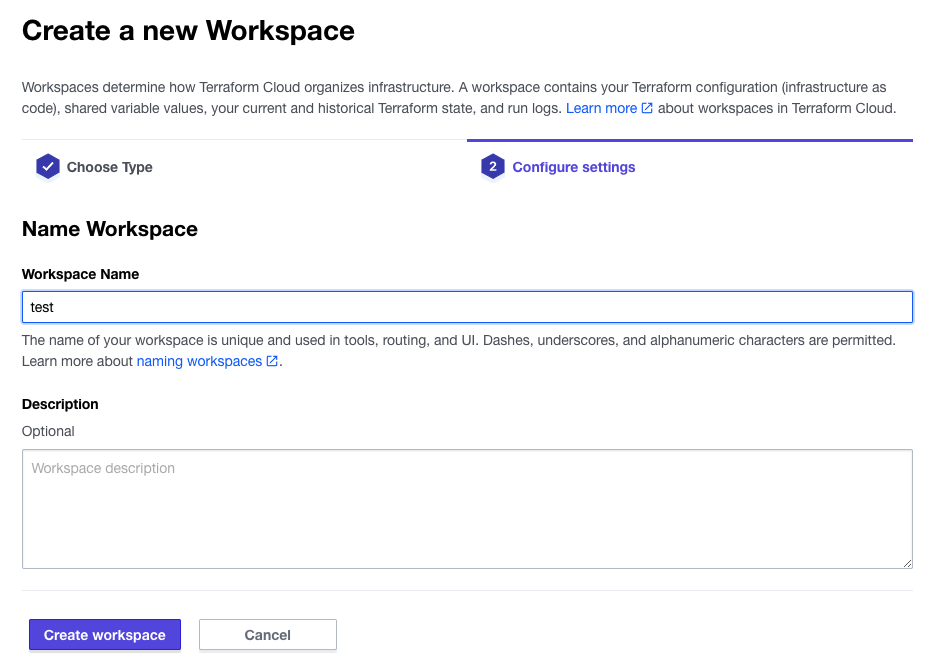 Create a new Workspace
Workspaces determine how Terraform Cloud organizes infrastructure. A workspace contains your Terraform configuration (infrastructure as
code), shared variable values, your current and historical Terraform state, and run logs. Learn more about workspaces in Terraform Cloud.
Choose Type
2 Configure settings
Name Workspace
Workspace Name
test
The name of your workspace is unique and used in tools, routing, and UI. Dashes, underscores, and alphanumeric characters are permitted.
Learn more about naming workspaces.
Description
Optional
Workspace description
Create workspace
Cancel